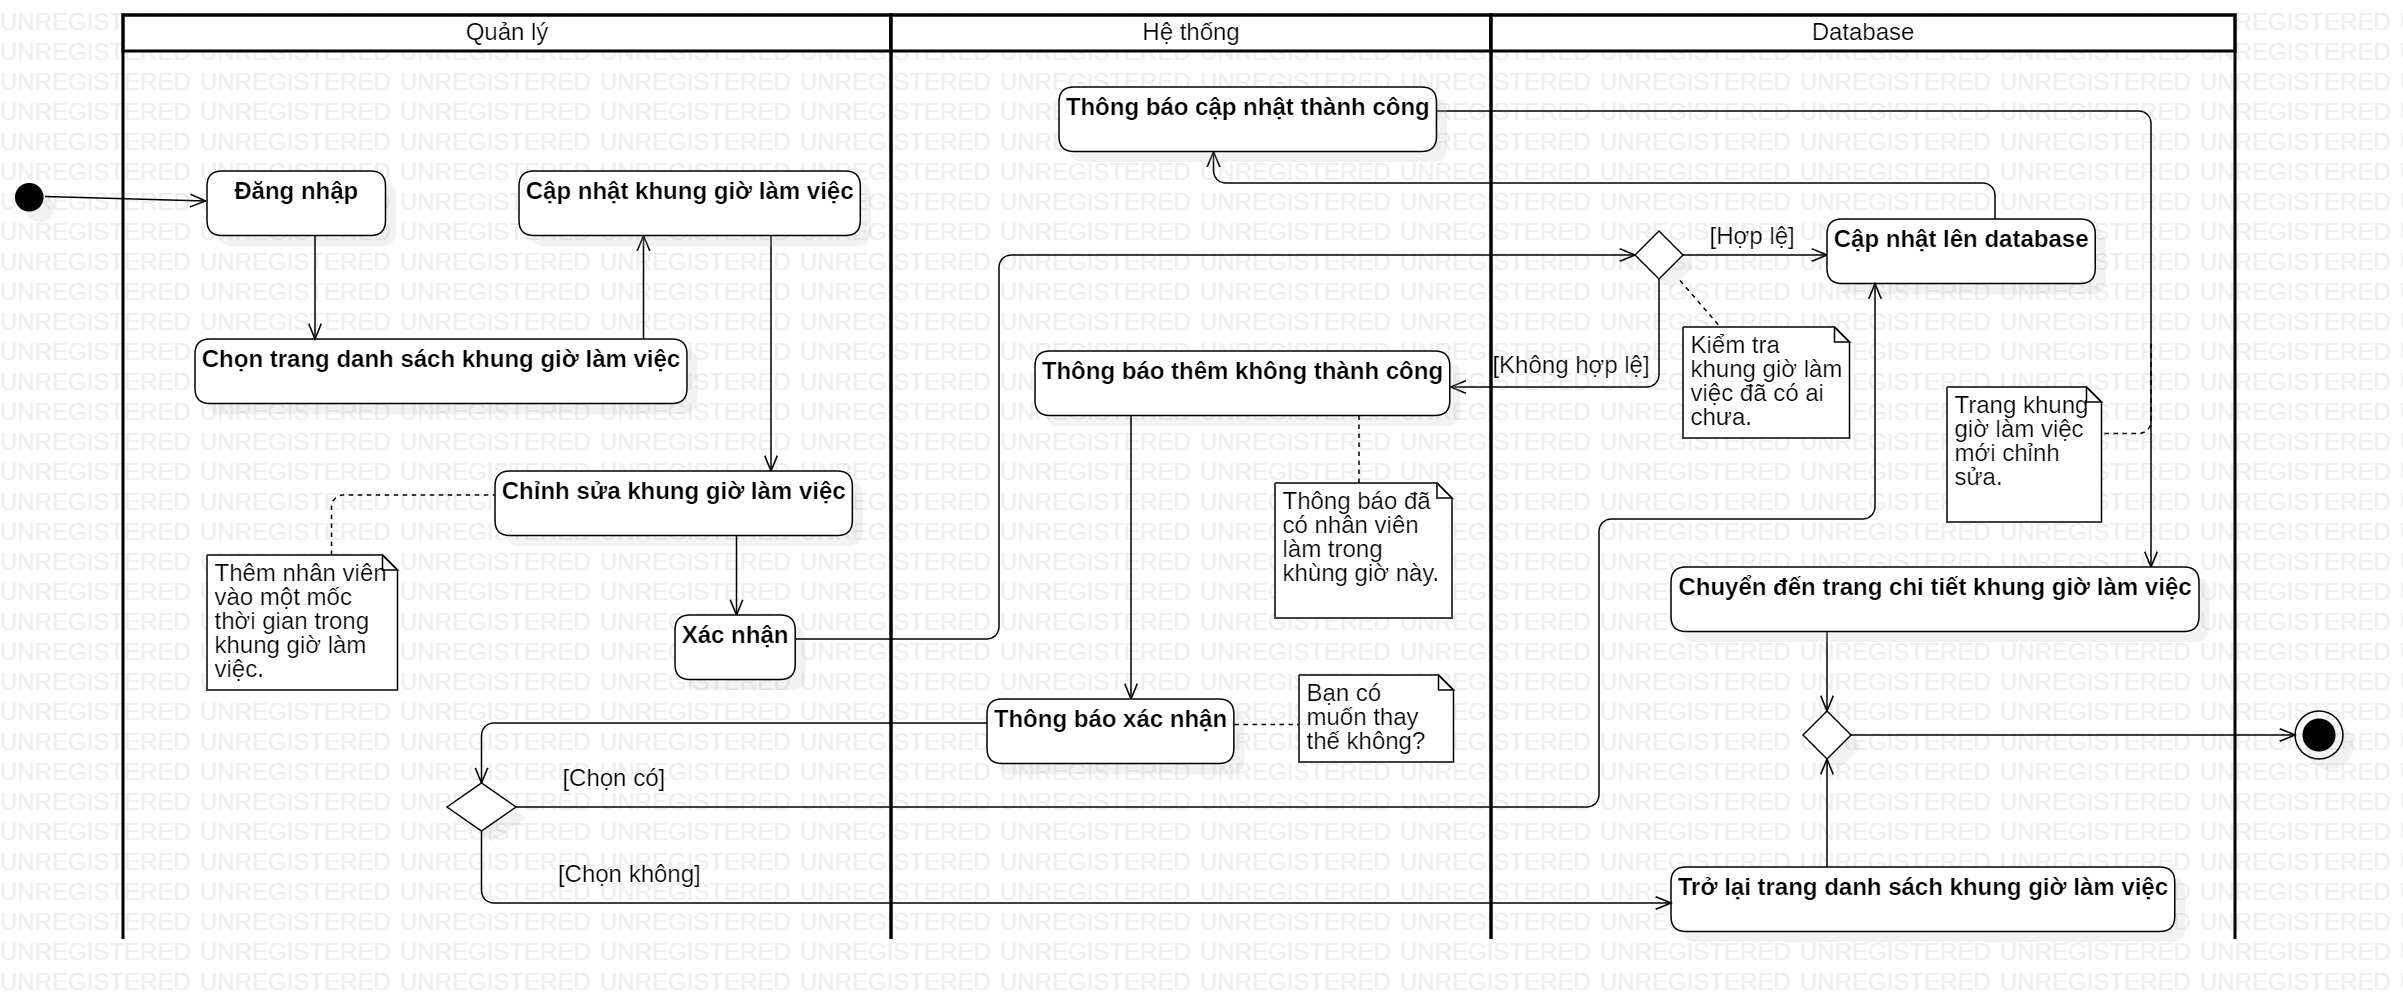 Quản lý
Hệ thống
Database
Thông báo cập nhật thành công
Đăng nhập
Cập nhật khung giờ làm việc
[Hợp lệ]
Cập nhật lên database
Chọn trang danh sách khung giờ làm việc
Thông báo thêm không thành công
[Không hợp lệ]
Kiểm tra
khung giờ làm
việc đã có ai
chưa.
Trang khung
giờ làm việc
mới chỉnh
sửa.
Chỉnh sửa khung giờ làm việc
Thông báo đã
có nhân viên
làm trong
khùng giờ này.
Thêm nhân viên
vào một mốc
thời gian trong
khung giờ làm
việc.
Chuyển đến trang chi tiết khung giờ làm việc
Xác nhận
Thông báo xác nhận
Bạn có
muốn thay
thế không?
[Chọn có]
[Chọn không]
Trở lại trang danh sách khung giờ làm việc
UNREGISTERED